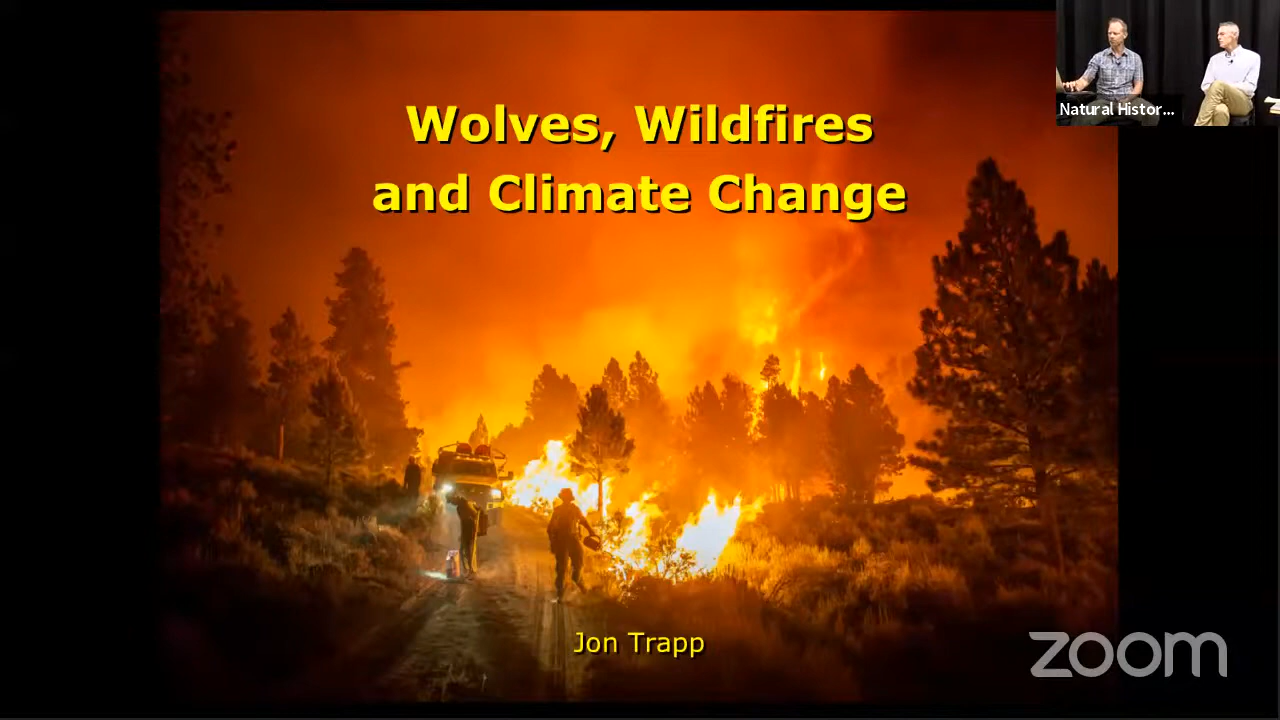 Wolves, Wildfires
and Climate Change
Natural Histor...
Jon Trapp
zoom